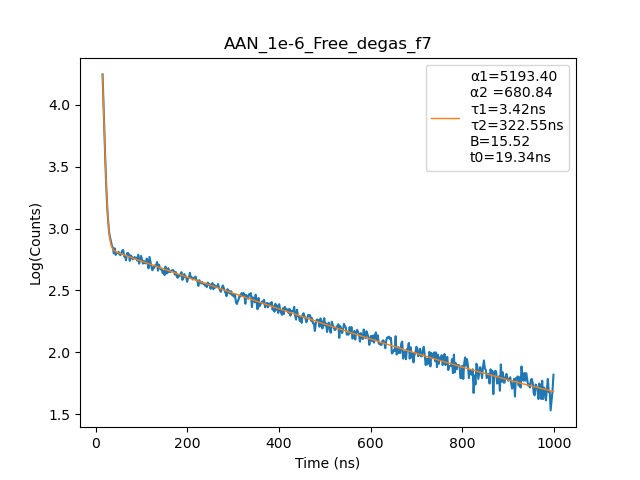 AAN_1e-6_Free_degas_f7
α1=5193.40
α2 =680.84
τ1=3.42ns
τ2=322.55ns
B=15.52
t0=19.34ns
4.0
3.5
3.0
2.5
2.0
1.5
Log(Counts)
0 200 400 600 800 1000
Time (ns)